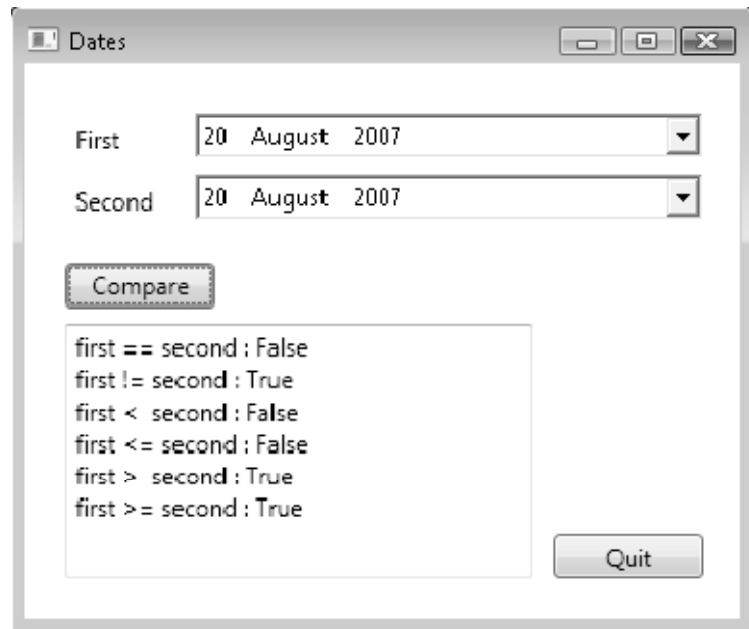 Dates
First 20 August 2007
Second 20 August 2007
Compare
first == second : False
first != second : True
first < second : False
first <= second : False
first > second : True
first >= second : True
Quit